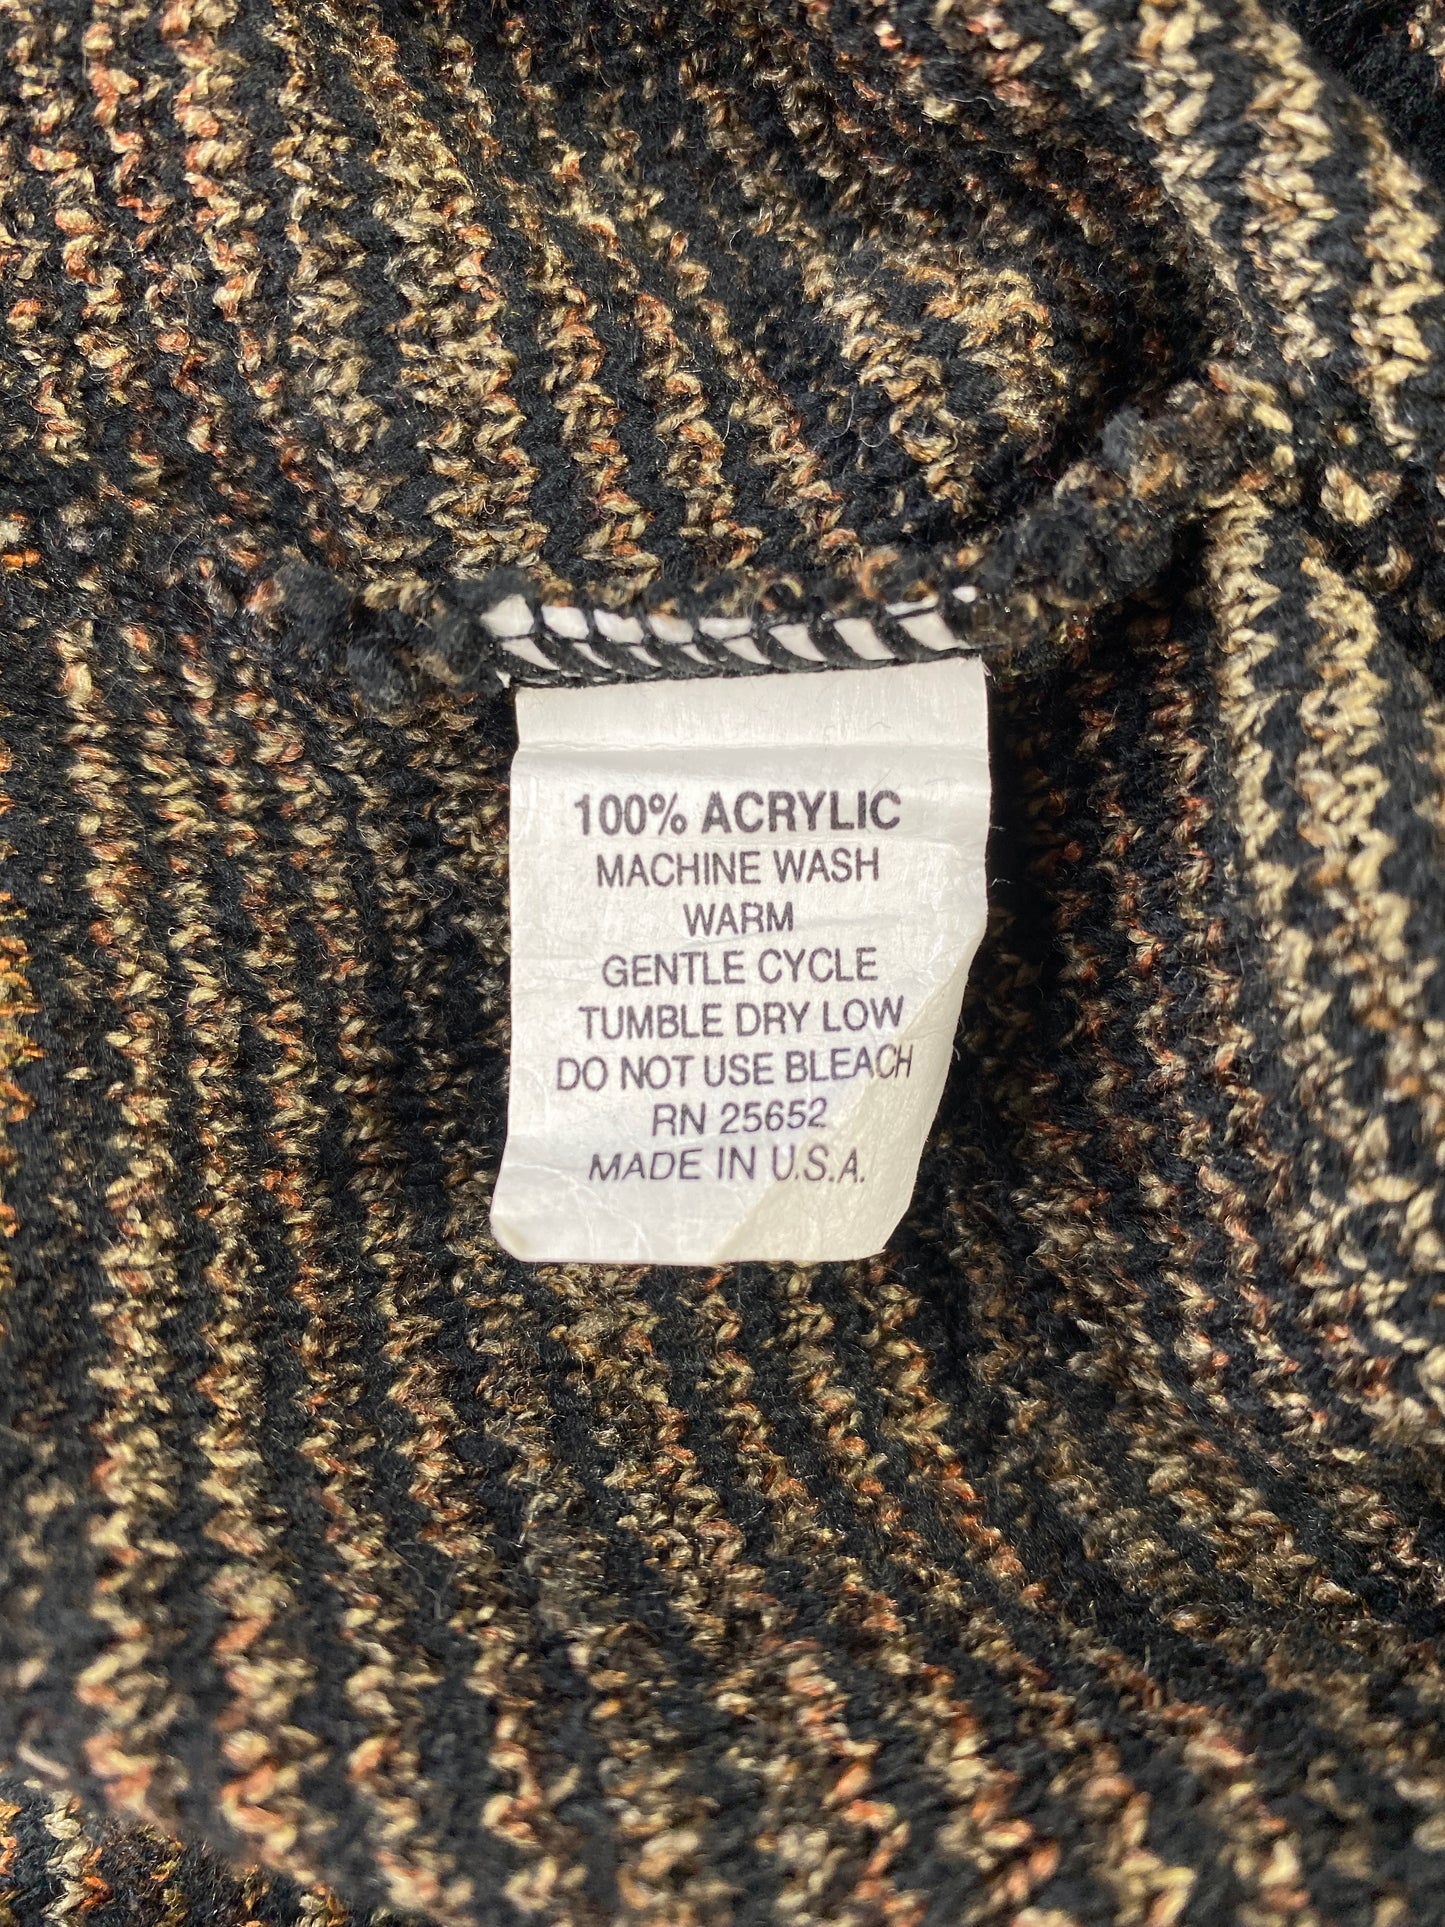 100% ACRYLIC
MACHINE WASH
WARM
GENTLE CYCLE
TUMBLE DRY LOW
DO NOT USE BLEACH
RN 25652
MADE IN U.S.A.